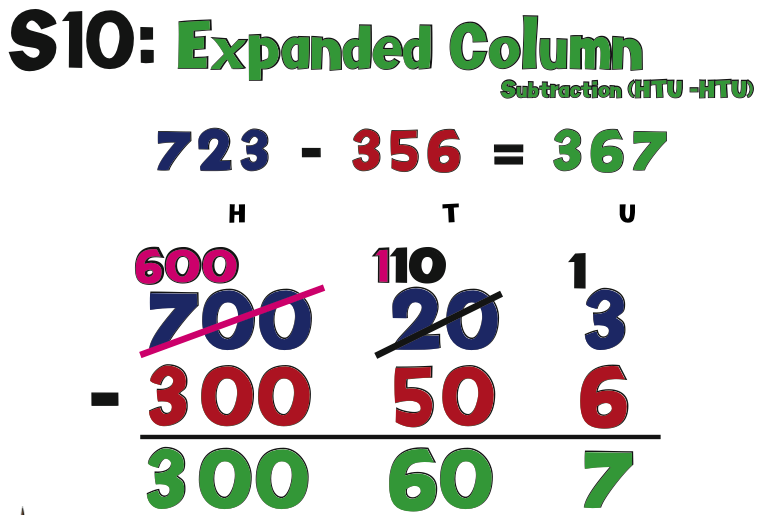 S10: Expanded Column
Subtraction (HTU -HTU)
723 - 356 = 367
H T U
600 110 1
700 20 3
- 300 50 6
300 60 7